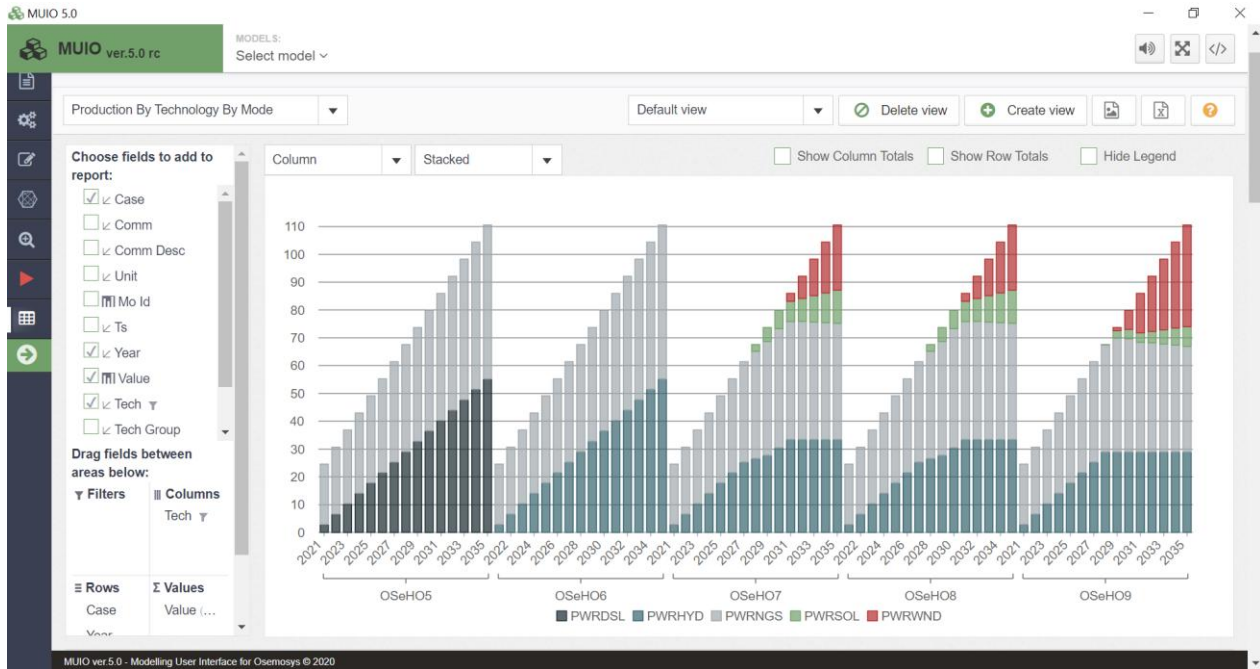 MUIO 5.0
MUIO ver.5.0 rc
MODELS:
Select model
Production By Technology By Mode
Default view
Delete view
Create view
Choose fields to add to
report:
Case
Comm
Comm Desc
Unit
Mo Id
Ts
Year
Value
Tech
Tech Group
Drag fields between
areas below:
Filters
Columns
Tech
Rows
Σ Values
Case
Value (...
Year
Column
Stacked
Show Column Totals
Show Row Totals
Hide Legend
110
100
90
80
70
60
50
40
30
20
10
0
2021 2023 2025 2027 2029 2031 2033 2035 2022 2024 2026 2028 2030 2032 2034 2021 2023 2025 2027 2029 2031 2033 2035 2022 2024 2026 2028 2030 2032 2034 2021 2023 2025 2027 2029 2031 2033 2035
OSeHO5 OSeHO6 OSeHO7 OSeHO8 OSeHO9
PWRDSL PWRHYD PWRNGS PWRSOL PWRWND
MUIO ver.5.0 - Modelling User Interface for Osemosys © 2020